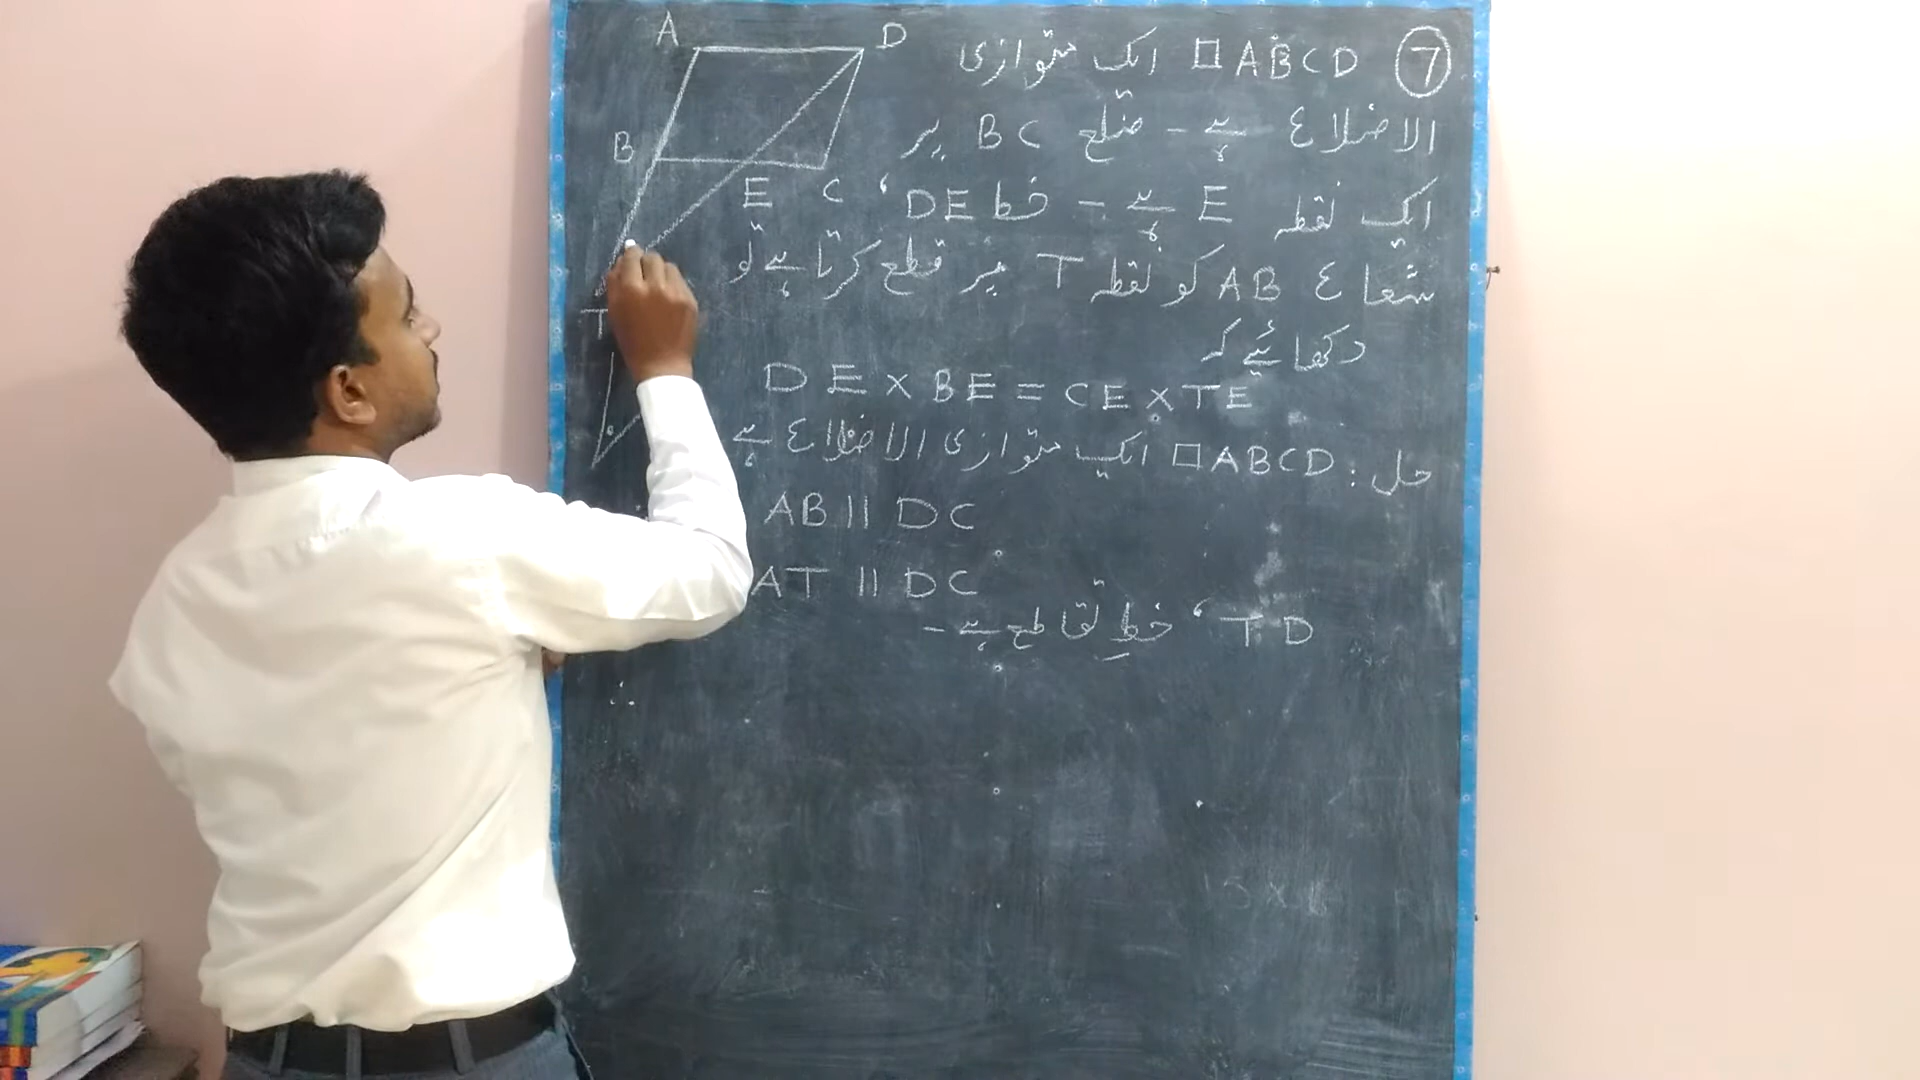 A D
B
E C
T
⑦ □ABCD ایک متوازی
الاضلاع ہے - ضلع BC پر
ایک نقطہ E ہے - خط DE،
شعاع AB کو نقطہ T میں قطع کرتا ہے تو
دکھائیے کہ
DE × BE = CE × TE
حل : □ABCD ایک متوازی الاضلاع ہے
AB || DC
AT || DC
TD، خطِ تقاطع ہے -
∴